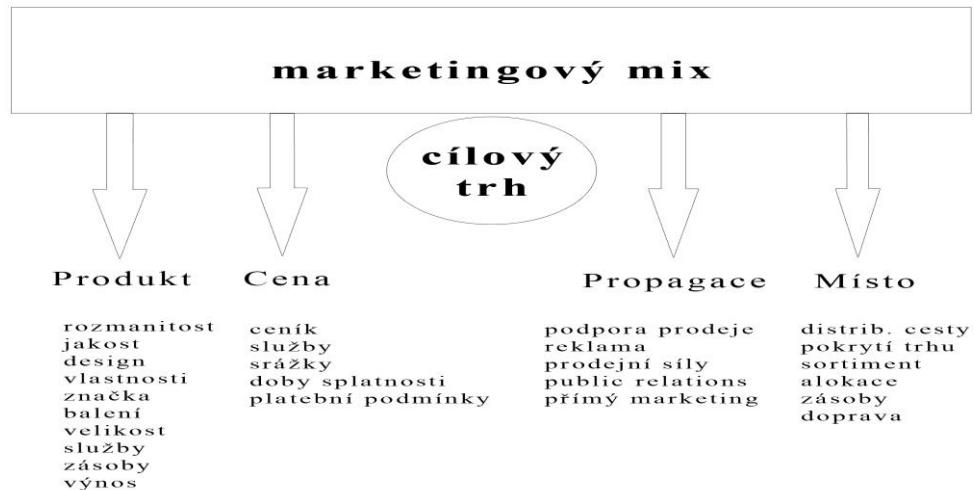 marketingový mix
cílový
trh
Produkt
rozmanitost
jakost
design
vlastnosti
značka
balení
velikost
služby
zásoby
výnos
Cena
ceník
služby
srážky
doby splatnosti
platební podmínky
Propagace
podpora prodeje
reklama
prodejní síly
public relations
přímý marketing
Místo
distrib. cesty
pokrytí trhu
sortiment
alokace
zásoby
doprava